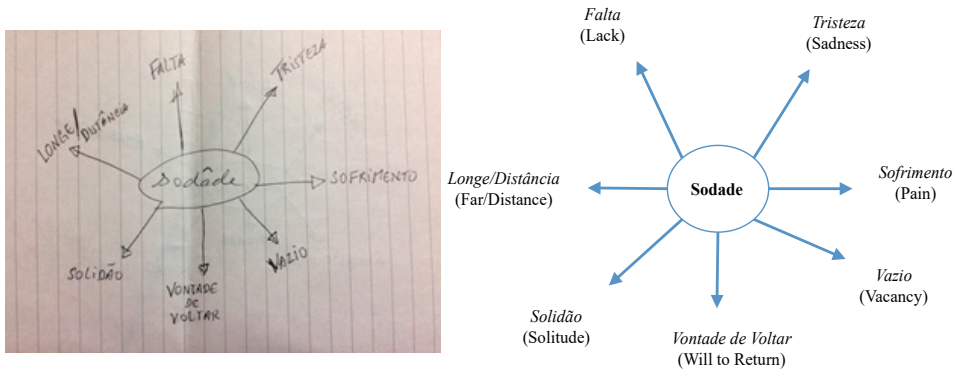 FALTA
TRISTEZA
LONGE/
DISTÂNCIA
Sodâde
SOFRIMENTO
SOLIDÃO
VONTADE
DE
VOLTAR
VAZIO
Falta
(Lack)
Tristeza
(Sadness)
Longe/Distância
(Far/Distance)
Sodade
Sofrimento
(Pain)
Vazio
(Vacancy)
Solidão
(Solitude)
Vontade de Voltar
(Will to Return)